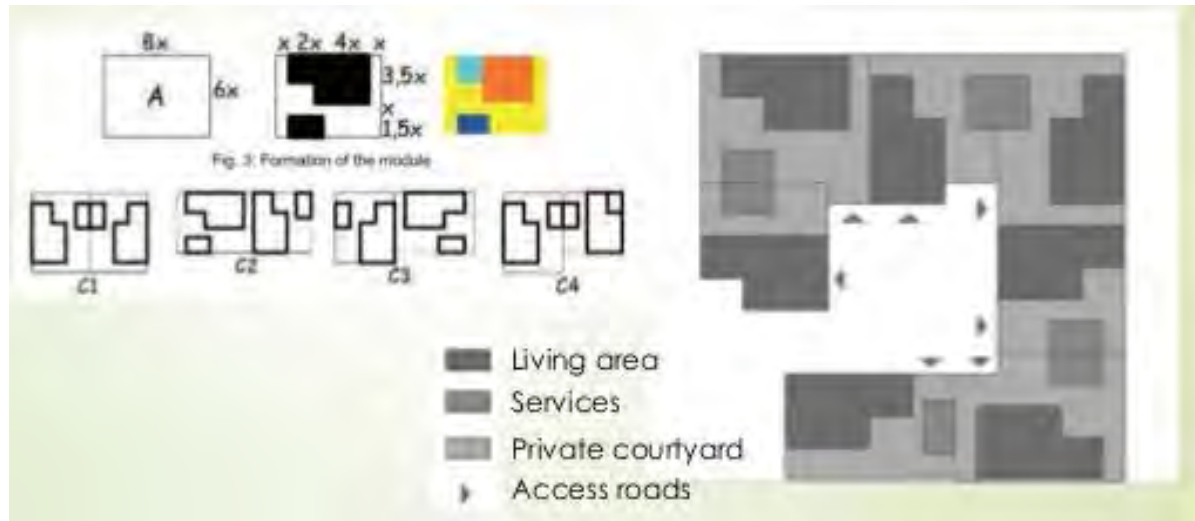 8x
A
6x
x 2x 4x x
3,5x
x
1,5x
Fig. 3: Formation of the module
C1
C2
C3
C4
Living area
Services
Private courtyard
Access roads